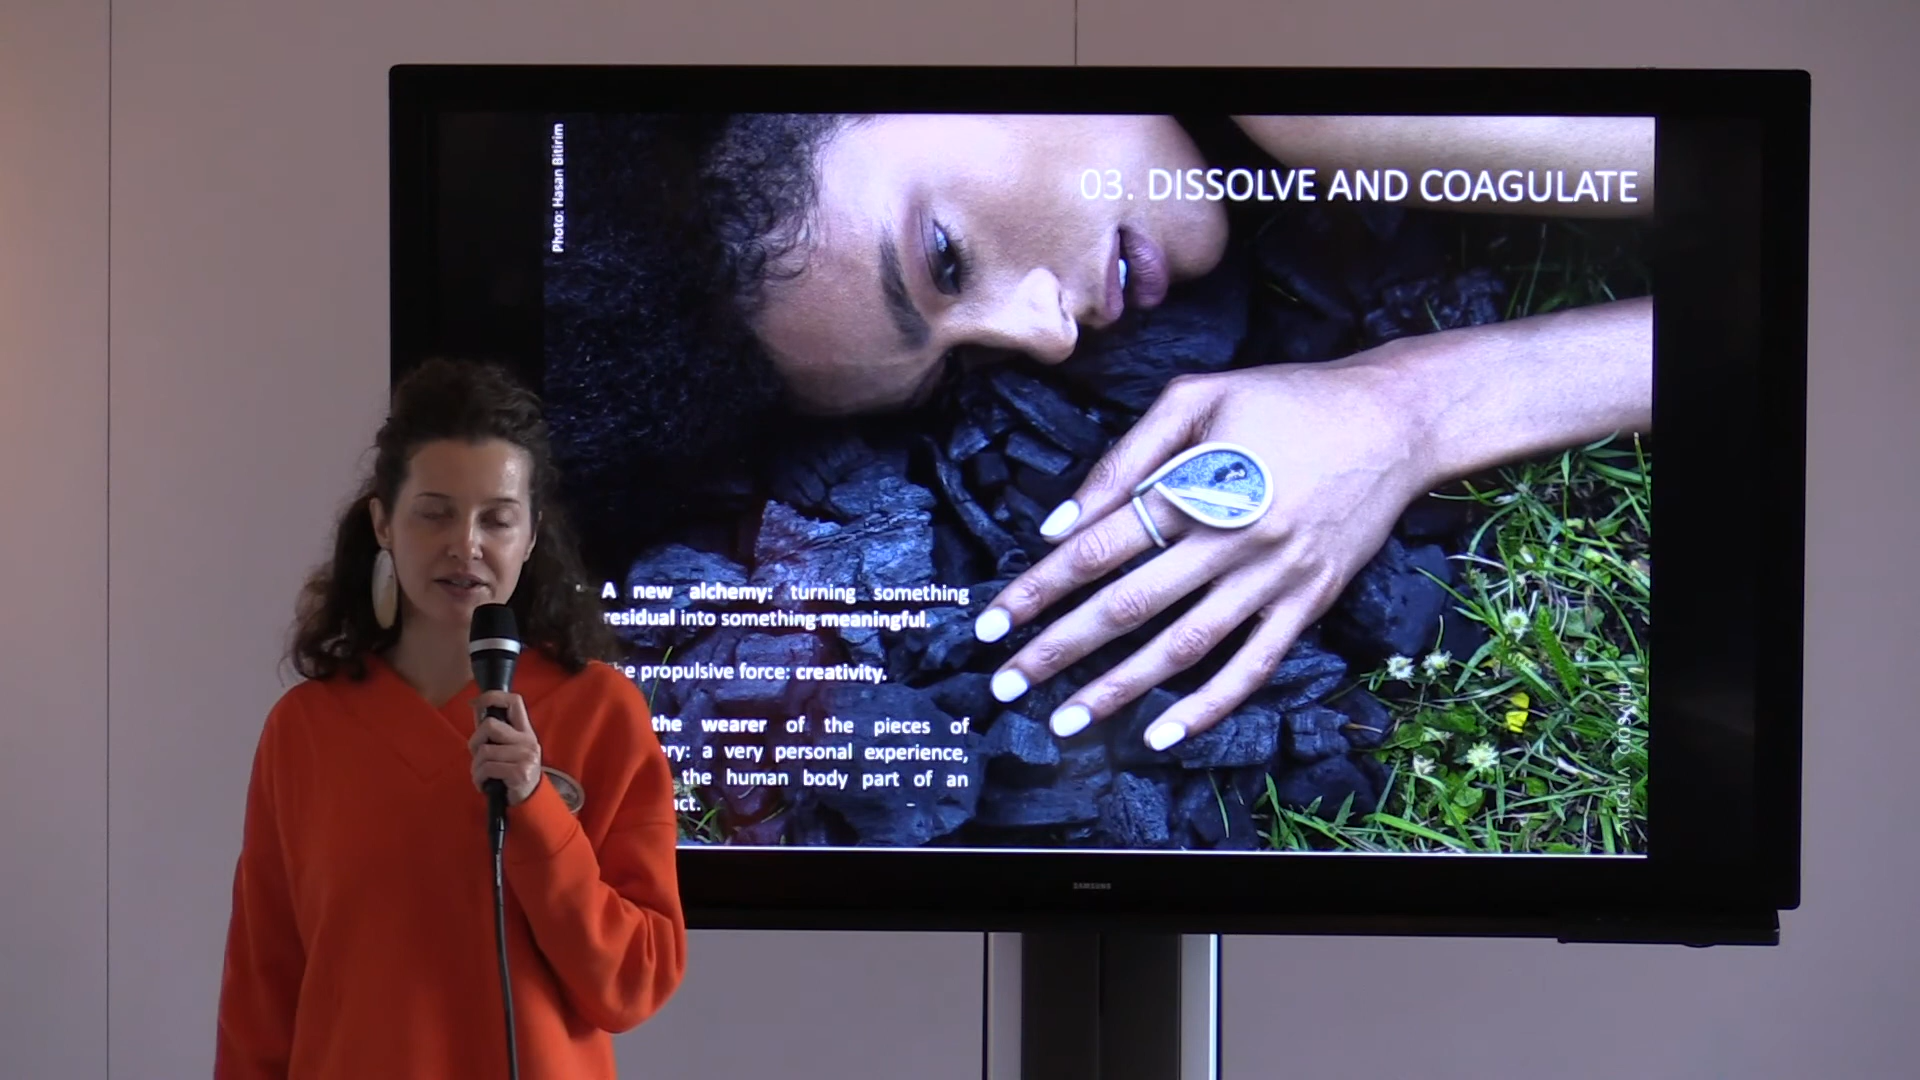 Photo: Hasan Bitirim
03. DISSOLVE AND COAGULATE
A new alchemy: turning something
residual into something meaningful.
propulsive force: creativity.
the wearer of the pieces of
a very personal experience,
the human body part of an
SAMSUNG